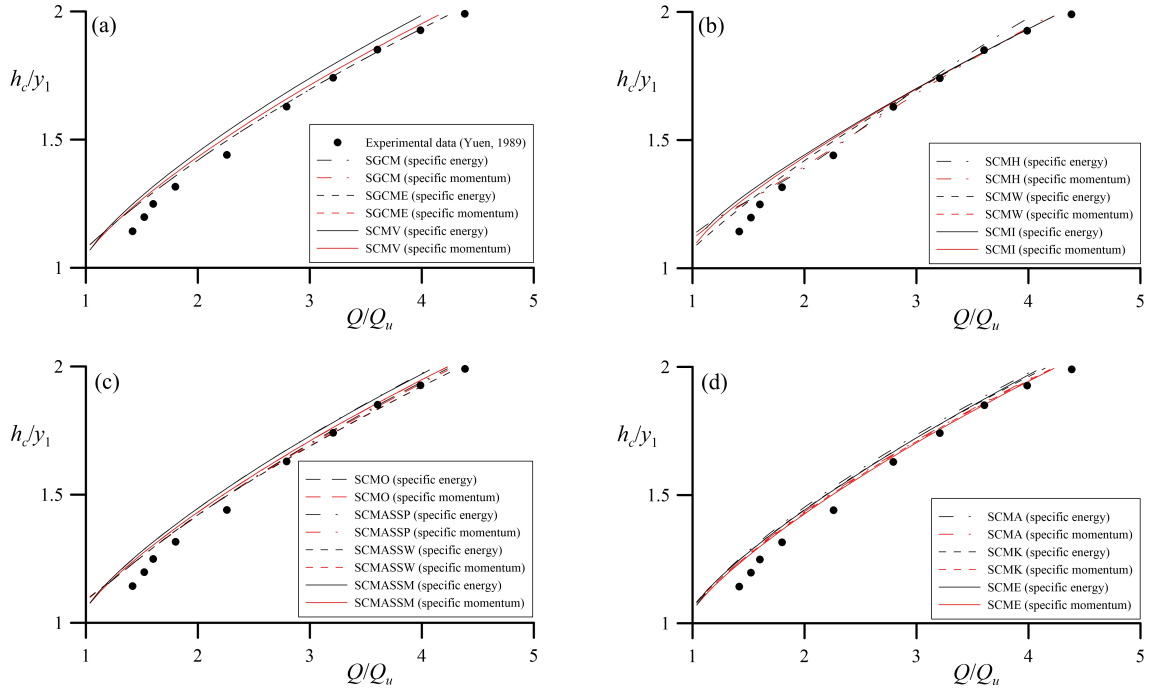 (a)
2
h_c/y_1
1.5
1
1
2
3
4
5
Q/Q_u
Experimental data (Yuen, 1989)
SGCM (specific energy)
SGCM (specific momentum)
SGCME (specific energy)
SGCME (specific momentum)
SCMV (specific energy)
SCMV (specific momentum)
(b)
2
h_c/y_1
1.5
1
1
2
3
4
5
Q/Q_u
SCMH (specific energy)
SCMH (specific momentum)
SCMW (specific energy)
SCMW (specific momentum)
SCMI (specific energy)
SCMI (specific momentum)
(c)
2
h_c/y_1
1.5
1
1
2
3
4
5
Q/Q_u
SCMO (specific energy)
SCMO (specific momentum)
SCMASSP (specific energy)
SCMASSP (specific momentum)
SCMASSW (specific energy)
SCMASSW (specific momentum)
SCMASSM (specific energy)
SCMASSM (specific momentum)
(d)
2
h_c/y_1
1.5
1
1
2
3
4
5
Q/Q_u
SCMA (specific energy)
SCMA (specific momentum)
SCMK (specific energy)
SCMK (specific momentum)
SCME (specific energy)
SCME (specific momentum)